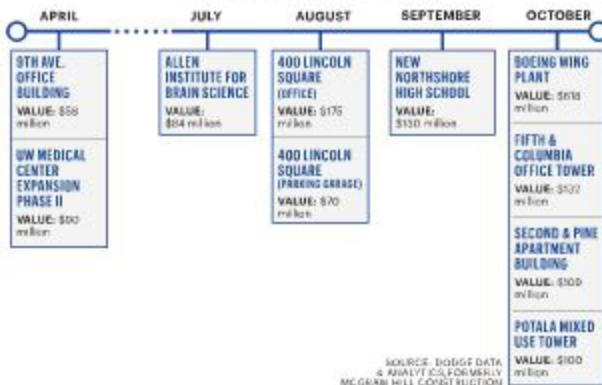 APRIL
JULY
AUGUST
SEPTEMBER
OCTOBER
9TH AVE.
OFFICE
BUILDING
VALUE: $58
million
UW MEDICAL
CENTER
EXPANSION
PHASE II
VALUE:
million
ALLEN
INSTITUTE FOR
BRAIN SCIENCE
VALUE:
$84 million
400 LINCOLN
SQUARE
(OFFICE)
VALUE: $175
million
400 LINCOLN
SQUARE
(PARKING GARAGE)
VALUE: $70
million
NEW
NORTHSHORE
HIGH SCHOOL
VALUE:
$130 million
BOEING WING
PLANT
VALUE:
million
FIFTH &
COLUMBIA
OFFICE TOWER
VALUE:
million
SECOND & PINE
APARTMENT
BUILDING
VALUE:
million
POTALA MIXED
USE TOWER
VALUE: $100
million
SOURCE: DODGE DATA
& ANALYTICS, FORMERLY
MCGRAW HILL CONSTRUCTION